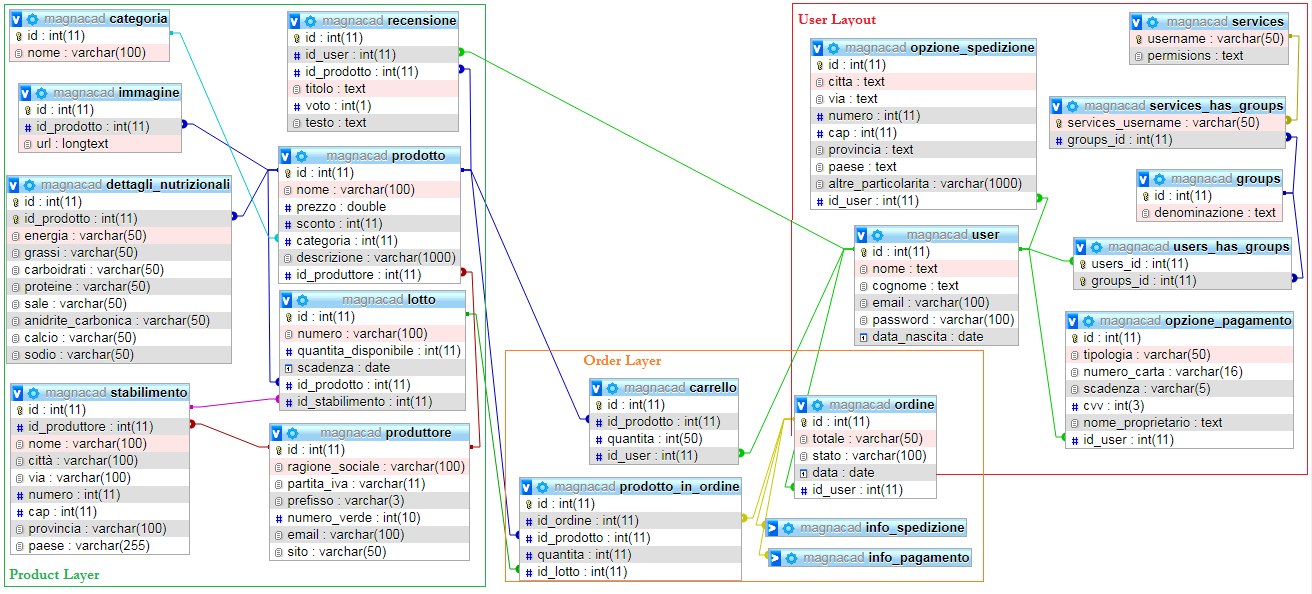 magnacad categoria
id : int(11)
nome : varchar(100)
magnacad immagine
id : int(11)
id_prodotto : int(11)
url : longtext
magnacad dettagli_nutrizionali
id : int(11)
id_prodotto : int(11)
energia : varchar(50)
grassi : varchar(50)
carboidrati : varchar(50)
proteine : varchar(50)
sale : varchar(50)
anidrite_carbonica : varchar(50)
calcio : varchar(50)
sodio : varchar(50)
magnacad stabilimento
id : int(11)
id_produttore : int(11)
nome : varchar(100)
città : varchar(100)
via : varchar(100)
numero : int(11)
cap : int(11)
provincia : varchar(100)
paese : varchar(255)
Product Layer
magnacad recensione
id : int(11)
id_user : int(11)
id_prodotto : int(11)
titolo : text
voto : int(1)
testo : text
magnacad prodotto
id : int(11)
nome : varchar(100)
prezzo : double
sconto : int(11)
categoria : int(11)
descrizione : varchar(1000)
id_produttore : int(11)
magnacad lotto
id : int(11)
numero : varchar(100)
quantita_disponibile : int(11)
scadenza : date
id_prodotto : int(11)
id_stabilimento : int(11)
magnacad produttore
id : int(11)
ragione_sociale : varchar(100)
partita_iva : varchar(11)
prefisso : varchar(3)
numero_verde : int(10)
email : varchar(100)
sito : varchar(50)
Order Layer
magnacad carrello
id : int(11)
id_prodotto : int(11)
quantita : int(50)
id_user : int(11)
magnacad prodotto_in_ordine
id : int(11)
id_ordine : int(11)
id_prodotto : int(11)
quantita : int(11)
id_lotto : int(11)
magnacad ordine
id : int(11)
totale : varchar(50)
stato : varchar(100)
data : date
id_user : int(11)
magnacad info_spedizione
magnacad info_pagamento
User Layout
magnacad opzione_spedizione
id : int(11)
citta : text
via : text
numero : int(11)
cap : int(11)
provincia : text
paese : text
altre_particolarita : varchar(1000)
id_user : int(11)
magnacad user
id : int(11)
nome : text
cognome : text
email : varchar(100)
password : varchar(100)
data_nascita : date
magnacad services
username : varchar(50)
permisions : text
magnacad services_has_groups
services_username : varchar(50)
groups_id : int(11)
magnacad groups
id : int(11)
denominazione : text
magnacad users_has_groups
users_id : int(11)
groups_id : int(11)
magnacad opzione_pagamento
id : int(11)
tipologia : varchar(50)
numero_carta : varchar(16)
scadenza : varchar(5)
cvv : int(3)
nome_proprietario : text
id_user : int(11)